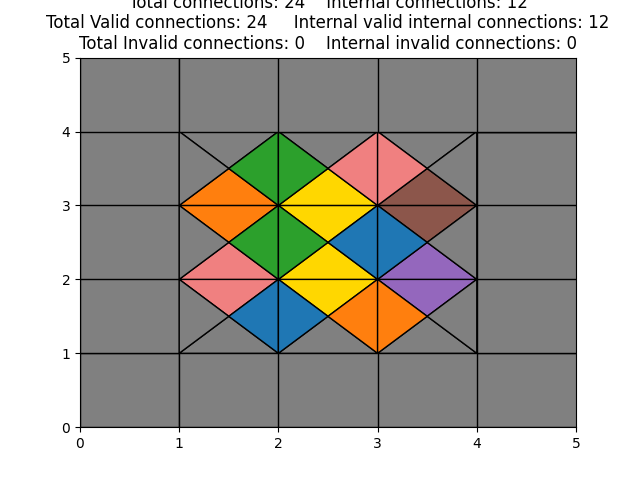 Total connections: 24    Internal connections: 12
Total Valid connections: 24     Internal valid internal connections: 12
Total Invalid connections: 0    Internal invalid connections: 0
5
4
3
2
1
0
0 1 2 3 4 5